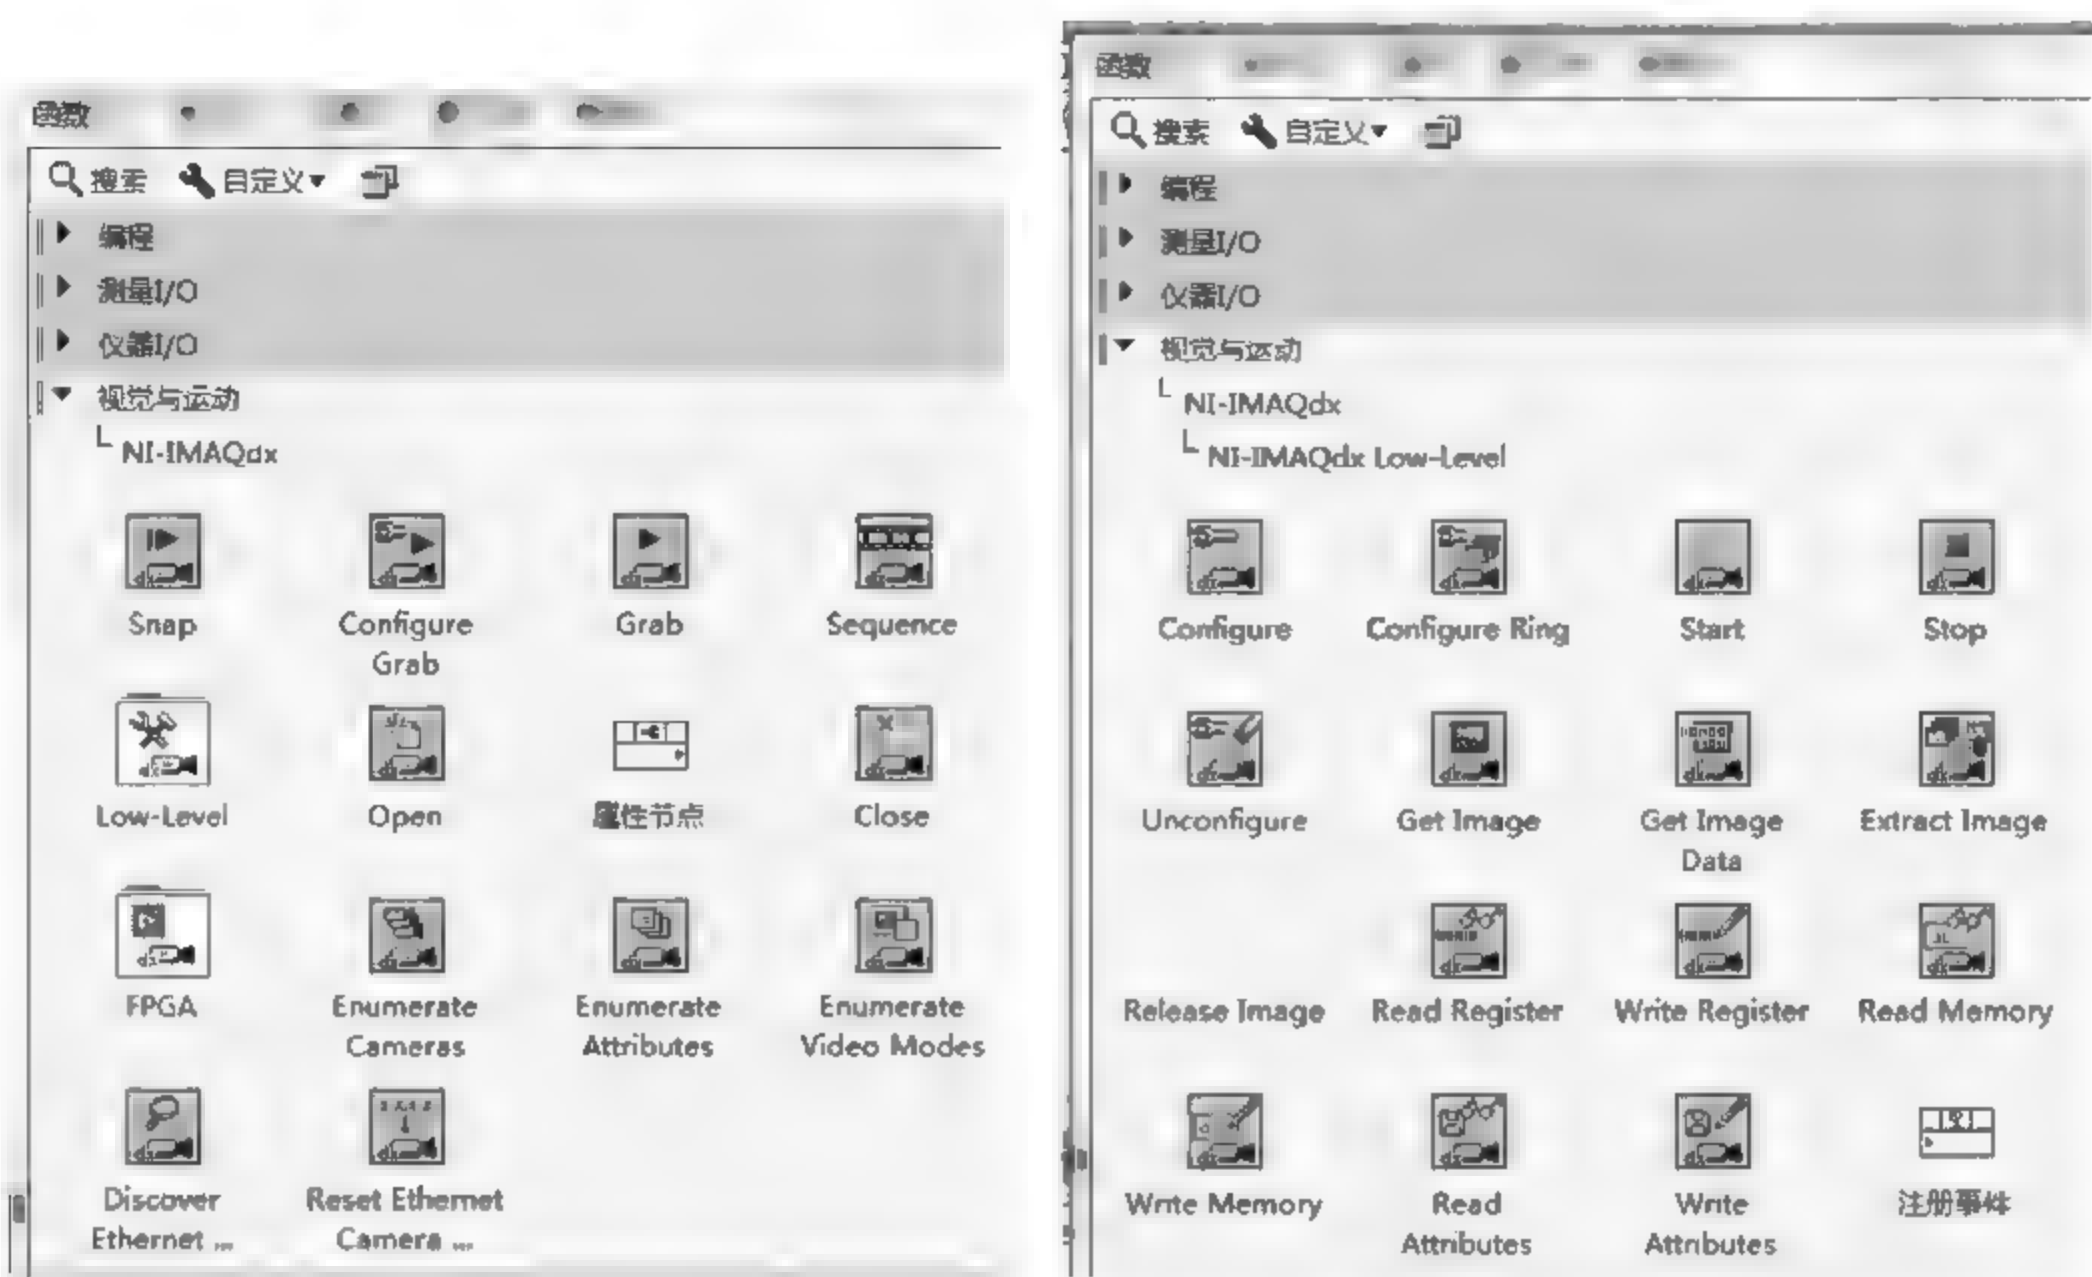 函数
搜索 自定义
编程
测量I/O
仪器I/O
视觉与运动
NI-IMAQdx
Snap
Configure
Grab
Grab
Sequence
Low-Level
Open
属性节点
Close
FPGA
Enumerate
Cameras
Enumerate
Attributes
Enumerate
Video Modes
Discover
Ethernet ...
Reset Ethernet
Camera ...
函数
搜索 自定义
编程
测量I/O
仪器I/O
视觉与运动
NI-IMAQdx
NI-IMAQdx Low-Level
Configure
Configure Ring
Start
Stop
Unconfigure
Get Image
Get Image
Data
Extract Image
Release Image
Read Register
Write Register
Read Memory
Write Memory
Read
Attributes
Write
Attributes
注册事件